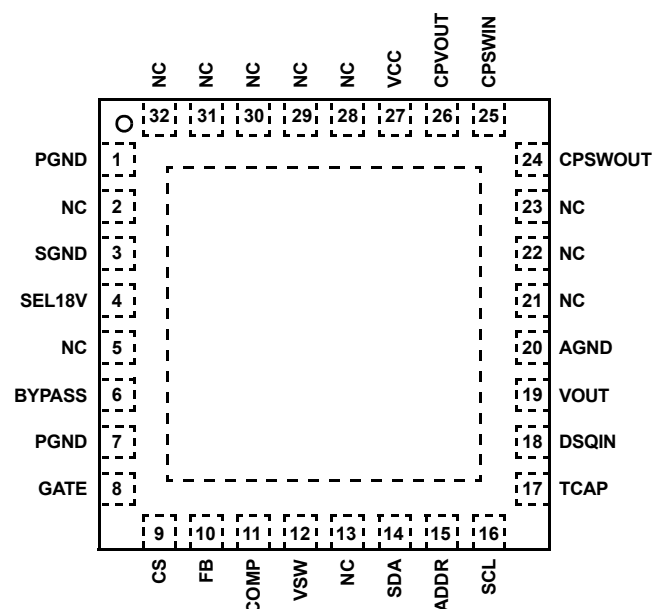 NC
NC
NC
NC
NC
VCC
CPVOUT
CPSWIN
32 31 30 29 28 27 26 25
PGND 1
NC 2
SGND 3
SEL18V 4
NC 5
BYPASS 6
PGND 7
GATE 8
24 CPSWOUT
23 NC
22 NC
21 NC
20 AGND
19 VOUT
18 DSQIN
17 TCAP
9 10 11 12 13 14 15 16
CS
FB
COMP
VSW
NC
SDA
ADDR
SCL